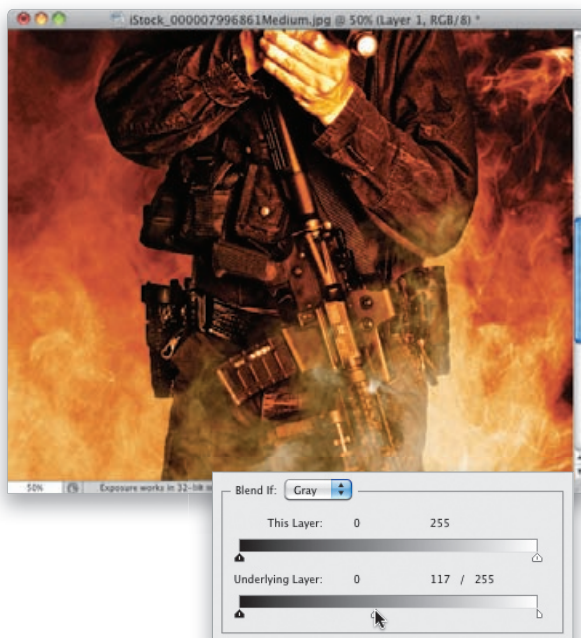 iStock_000007996861Medium.jpg @ 50% (Layer 1, RGB/8) *
50% Exposure works in 32-bit
Blend If: Gray
This Layer: 0 255
Underlying Layer: 0 117 / 255